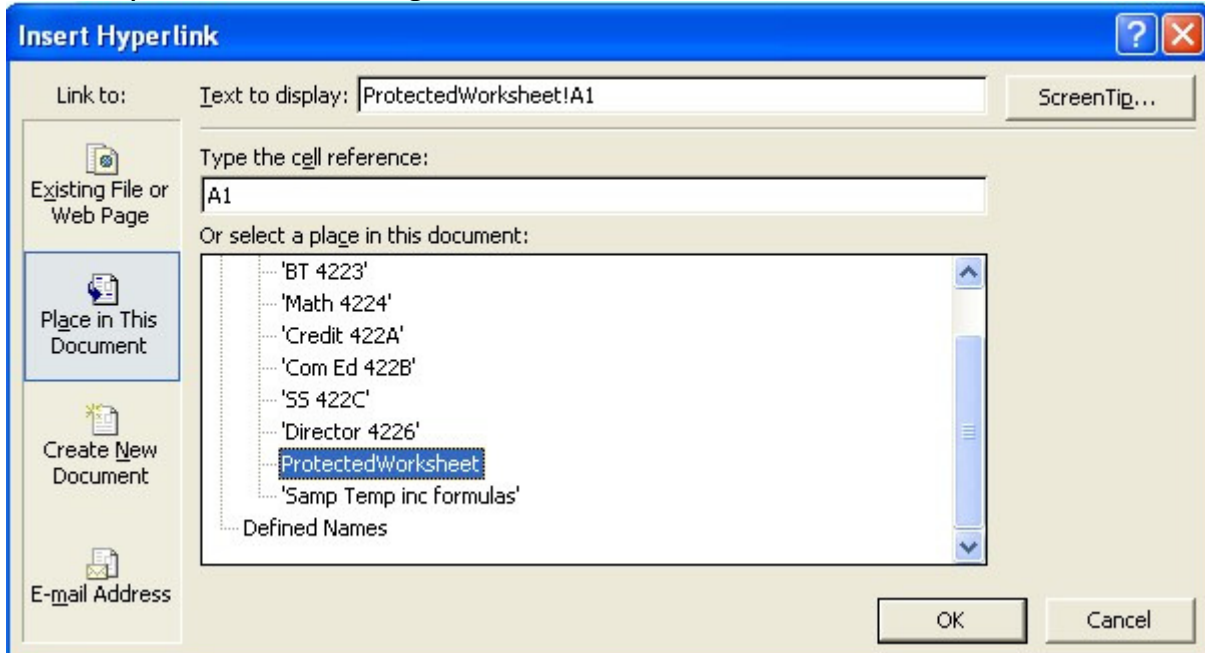 Insert Hyperlink
Link to:
Text to display: ProtectedWorksheet!A1
ScreenTip...
Existing File or
Web Page
Type the cell reference:
A1
Or select a place in this document:
'BT 4223'
'Math 4224'
'Credit 422A'
'Com Ed 422B'
'SS 422C'
'Director 4226'
ProtectedWorksheet
'Samp Temp inc formulas'
Defined Names
Place in This
Document
Create New
Document
E-mail Address
OK
Cancel